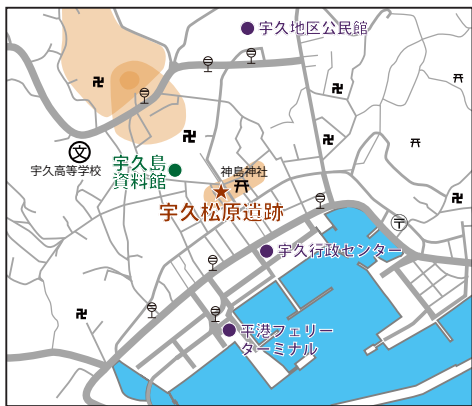 宇久地区公民館
文
宇久高等学校
宇久島
資料館
神島神社
宇久松原遺跡
宇久行政センター
平港フェリー
ターミナル